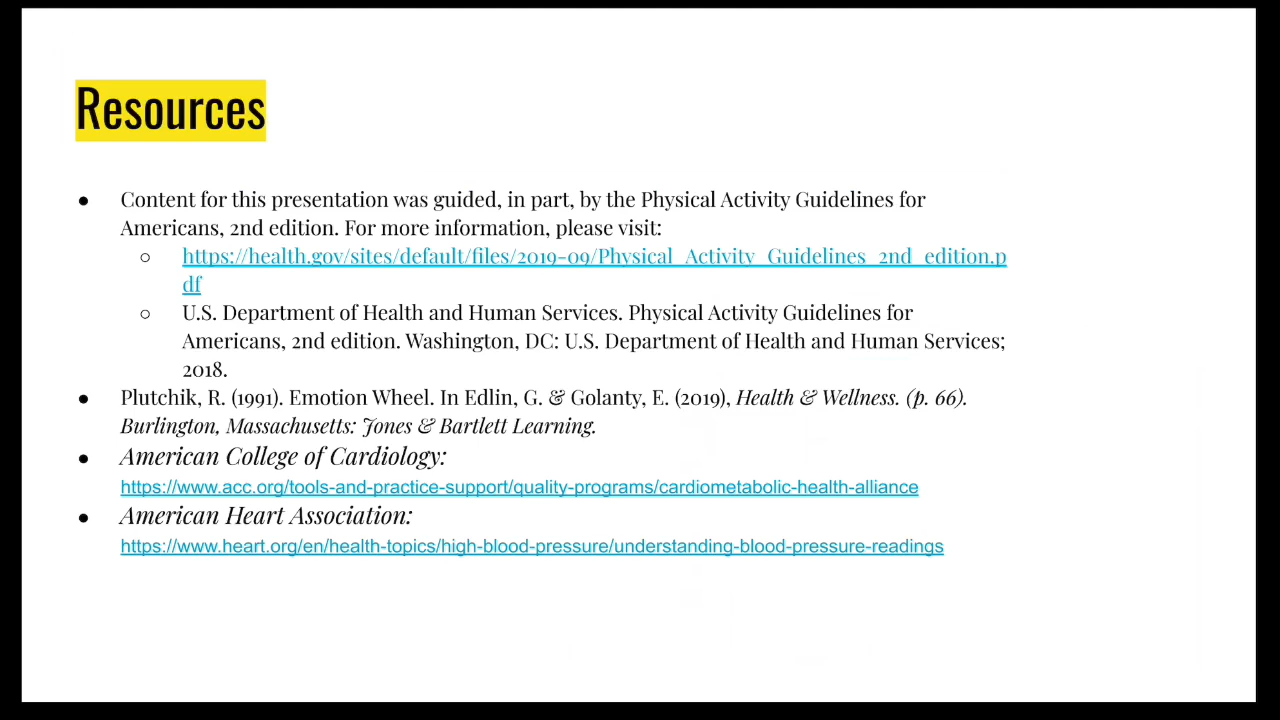 Resources
● Content for this presentation was guided, in part, by the Physical Activity Guidelines for
Americans, 2nd edition. For more information, please visit:
○ https://health.gov/sites/default/files/2019-09/Physical_Activity_Guidelines_2nd_edition.p
df
○ U.S. Department of Health and Human Services. Physical Activity Guidelines for
Americans, 2nd edition. Washington, DC: U.S. Department of Health and Human Services;
2018.
● Plutchik, R. (1991). Emotion Wheel. In Edlin, G. & Golanty, E. (2019), Health & Wellness. (p. 66).
Burlington, Massachusetts: Jones & Bartlett Learning.
● American College of Cardiology:
https://www.acc.org/tools-and-practice-support/quality-programs/cardiometabolic-health-alliance
● American Heart Association:
https://www.heart.org/en/health-topics/high-blood-pressure/understanding-blood-pressure-readings